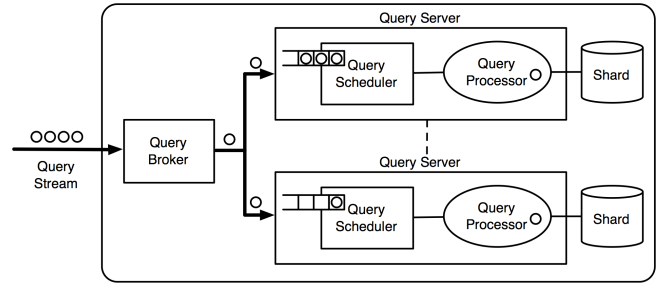 Query Server
Query
Scheduler
Query
Processor
Shard
Query
Broker
Query
Stream
Query Server
Query
Scheduler
Query
Processor
Shard